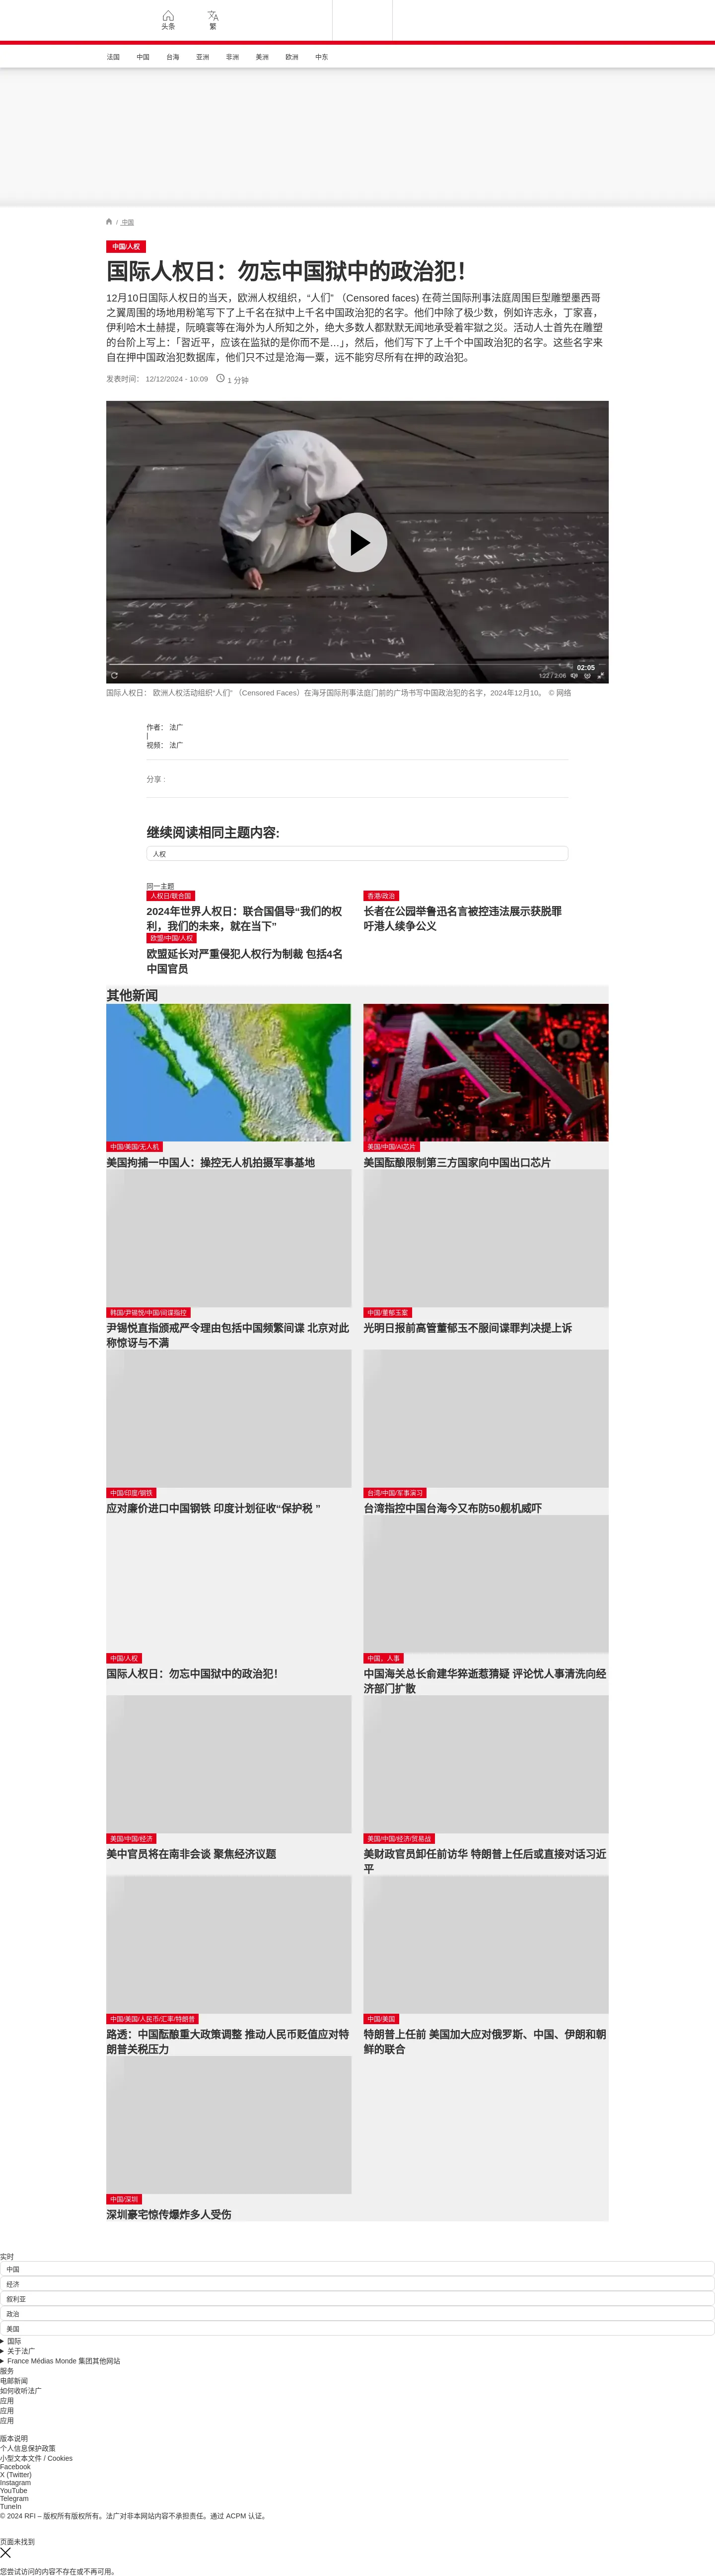 头条
繁
法国
中国
台海
亚洲
非洲
美洲
欧洲
中东
/ 中国
中国/人权
国际人权日：勿忘中国狱中的政治犯！
12月10日国际人权日的当天，欧洲人权组织，“人们” （Censored faces) 在荷兰国际刑事法庭周围巨型雕塑墨西哥
之翼周围的场地用粉笔写下了上千名在狱中上千名中国政治犯的名字。他们中除了极少数，例如许志永，丁家喜，
伊利哈木土赫提，阮曉寰等在海外为人所知之外，绝大多数人都默默无闻地承受着牢獄之災。活动人士首先在雕塑
的台阶上写上：「習近平，应该在监狱的是你而不是…」，然后，他们写下了上千个中国政治犯的名字。这些名字来
自在押中国政治犯数据库，他们只不过是沧海一粟，远不能穷尽所有在押的政治犯。
发表时间： 12/12/2024 - 10:09
1 分钟
02:05
1:22 / 2:06
国际人权日： 欧洲人权活动组织“人们” （Censored Faces）在海牙国际刑事法庭门前的广场书写中国政治犯的名字，2024年12月10。 © 网络
作者： 法广
|
视频： 法广
分享 :
继续阅读相同主题内容:
人权
同一主题
人权日/联合国
2024年世界人权日：联合国倡导“我们的权
利，我们的未来，就在当下”
香港/政治
长者在公园举鲁迅名言被控违法展示获脱罪
吁港人续争公义
欧盟/中国/人权
欧盟延长对严重侵犯人权行为制裁 包括4名
中国官员
其他新闻
中国/美国/无人机
美国拘捕一中国人：操控无人机拍摄军事基地
美国/中国/AI芯片
美国酝酿限制第三方国家向中国出口芯片
韩国/尹锡悦/中国/间谍指控
尹锡悦直指颁戒严令理由包括中国频繁间谍 北京对此
称惊讶与不满
中国/董郁玉案
光明日报前高管董郁玉不服间谍罪判决提上诉
中国/印度/钢铁
应对廉价进口中国钢铁 印度计划征收“保护税 ”
台湾/中国/军事演习
台湾指控中国台海今又布防50舰机威吓
中国/人权
国际人权日：勿忘中国狱中的政治犯！
中国、人事
中国海关总长俞建华猝逝惹猜疑 评论忧人事清洗向经
济部门扩散
美国/中国/经济
美中官员将在南非会谈 聚焦经济议题
美国/中国/经济/贸易战
美财政官员卸任前访华 特朗普上任后或直接对话习近
平
中国/美国/人民币/汇率/特朗普
路透：中国酝酿重大政策调整 推动人民币贬值应对特
朗普关税压力
中国/美国
特朗普上任前 美国加大应对俄罗斯、中国、伊朗和朝
鲜的联合
中国/深圳
深圳豪宅惊传爆炸多人受伤
实时
中国
经济
叙利亚
政治
美国
国际
关于法广
France Médias Monde 集团其他网站
服务
电邮新闻
如何收听法广
应用
应用
应用
版本说明
个人信息保护政策
小型文本文件 / Cookies
Facebook
X (Twitter)
Instagram
YouTube
Telegram
TuneIn
© 2024 RFI – 版权所有版权所有。法广对非本网站内容不承担责任。通过 ACPM 认证。
页面未找到
您尝试访问的内容不存在或不再可用。